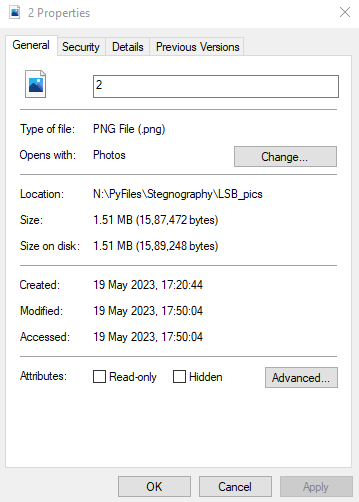 2 Properties
General Security Details Previous Versions
2
Type of file: PNG File (.png)
Opens with: Photos Change...
Location: N:\PyFiles\Stegnography\LSB_pics
Size: 1.51 MB (15,87,472 bytes)
Size on disk: 1.51 MB (15,89,248 bytes)
Created: 19 May 2023, 17:20:44
Modified: 19 May 2023, 17:50:04
Accessed: 19 May 2023, 17:50:04
Attributes: Read-only Hidden Advanced...
OK Cancel Apply